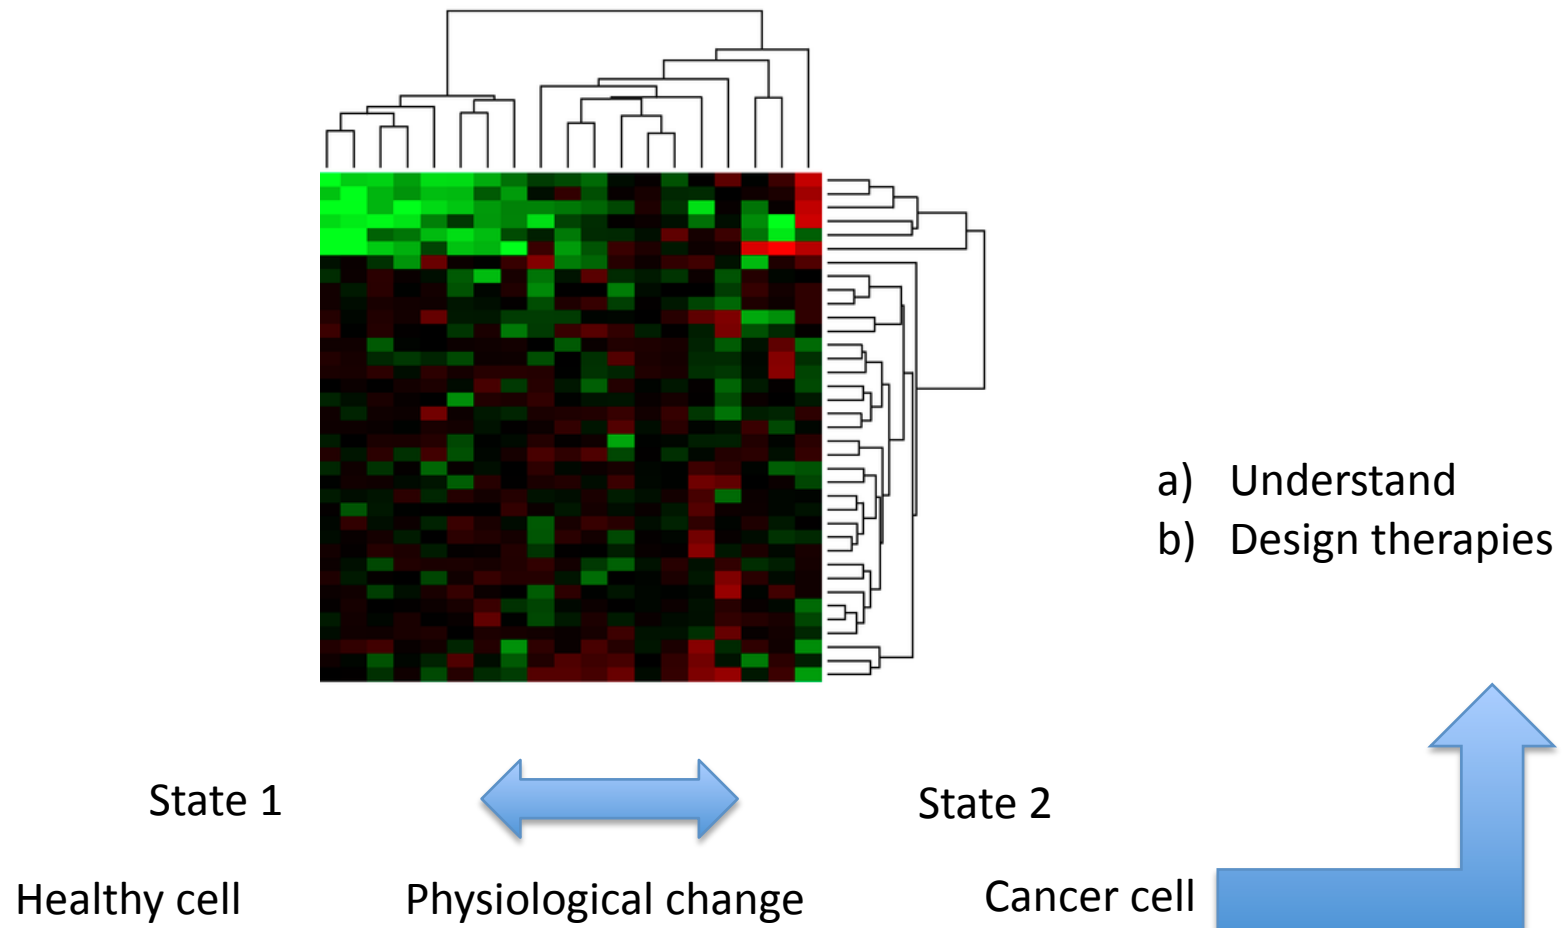 a) Understand
b) Design therapies
State 1
State 2
Healthy cell
Physiological change
Cancer cell